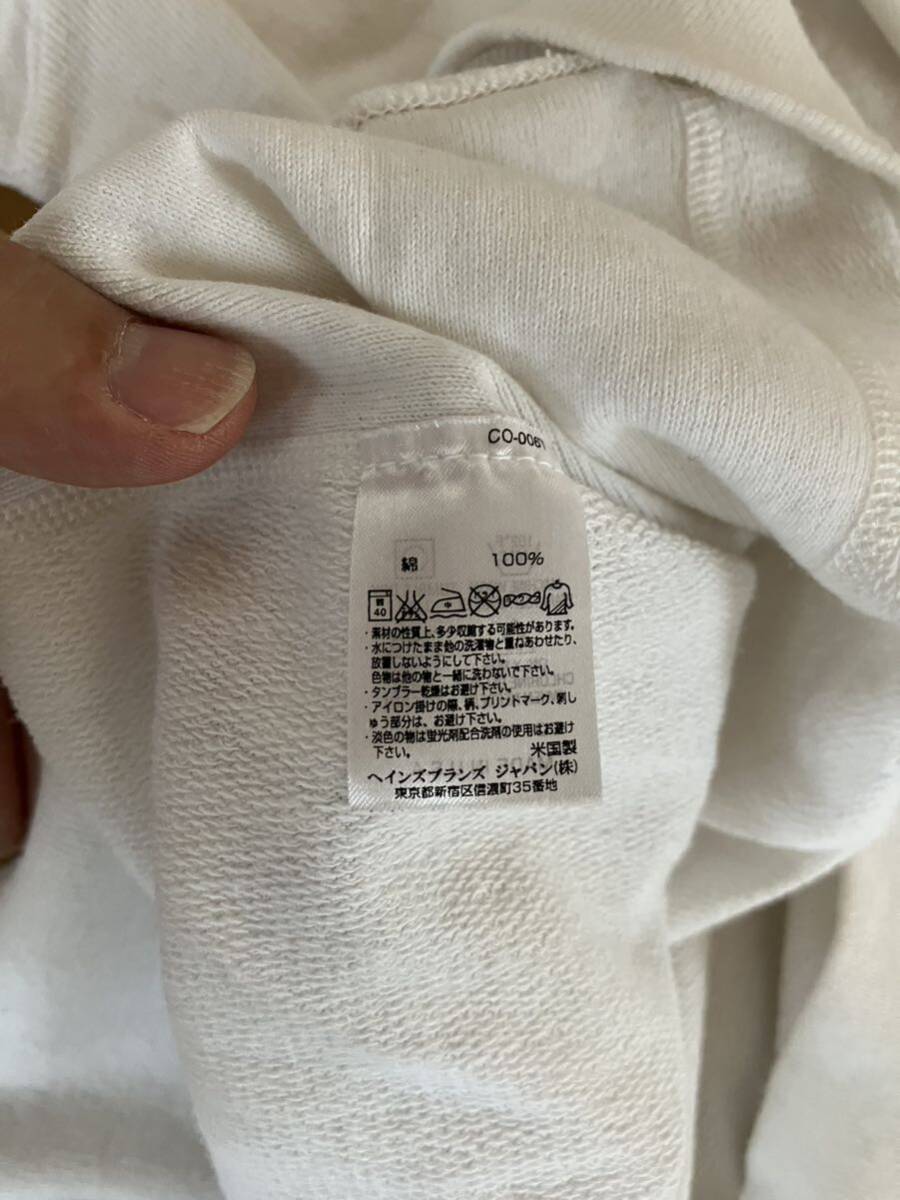 CO-006
綿 100%
弱
40
・素材の性質上、多少収縮する可能性があります。
・水につけたまま他の洗濯物と重ねあわせたり、
放置しないようにして下さい。
色物は他の物と一緒に洗わないで下さい。
・タンブラー乾燥はお避け下さい。
・アイロン掛けの際、柄、プリントマーク、刺し
ゅう部分は、お避け下さい。
・淡色の物は蛍光剤配合洗剤の使用はお避け
下さい。
米国製
ヘインズブランズ ジャパン(株)
東京都新宿区信濃町35番地